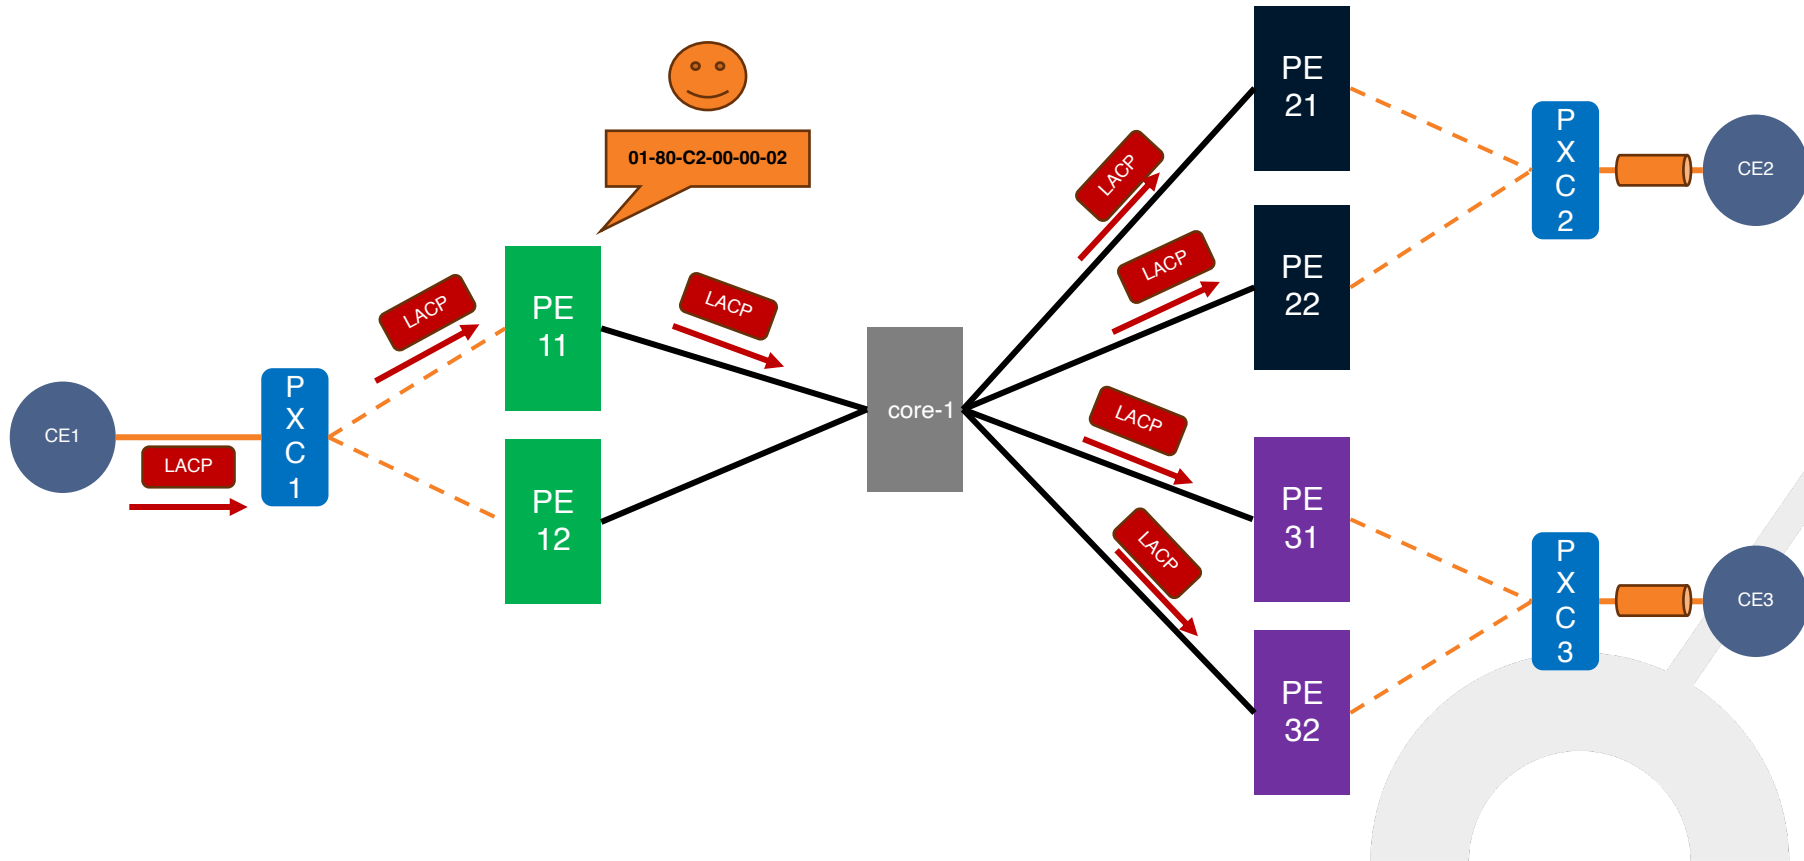 01-80-C2-00-00-02
CE1
LACP
P
X
C
1
LACP
PE
11
PE
12
LACP
core-1
LACP
LACP
LACP
LACP
PE
21
PE
22
PE
31
PE
32
P
X
C
2
CE2
P
X
C
3
CE3